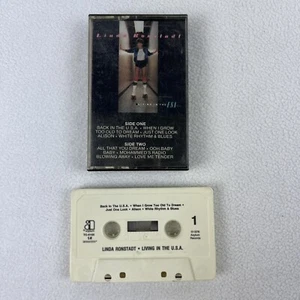 Linda Ronstadt
SIDE ONE
BACK IN THE U.S.A. • WHEN I GROW
TOO OLD TO DREAM • JUST ONE LOOK
ALISON • WHITE RHYTHM & BLUES
SIDE TWO
ALL THAT YOU DREAM • OOH BABY
BABY • MOHAMMED'S RADIO
BLOWING AWAY • LOVE ME TENDER
Back In The U.S.A. • When I Grow Too Old To Dream •
Just One Look • Alison • White Rhythm & Blues
1
LINDA RONSTADT • LIVING IN THE U.S.A.